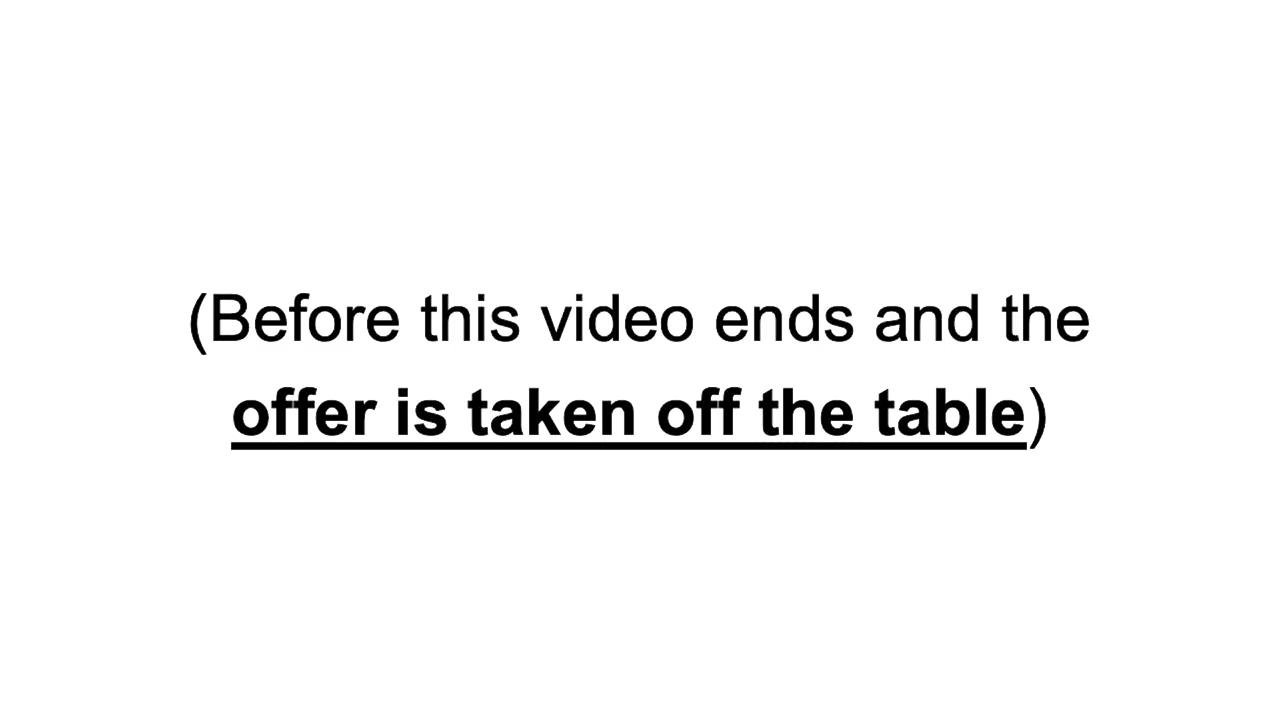 (Before this video ends and the
offer is taken off the table)